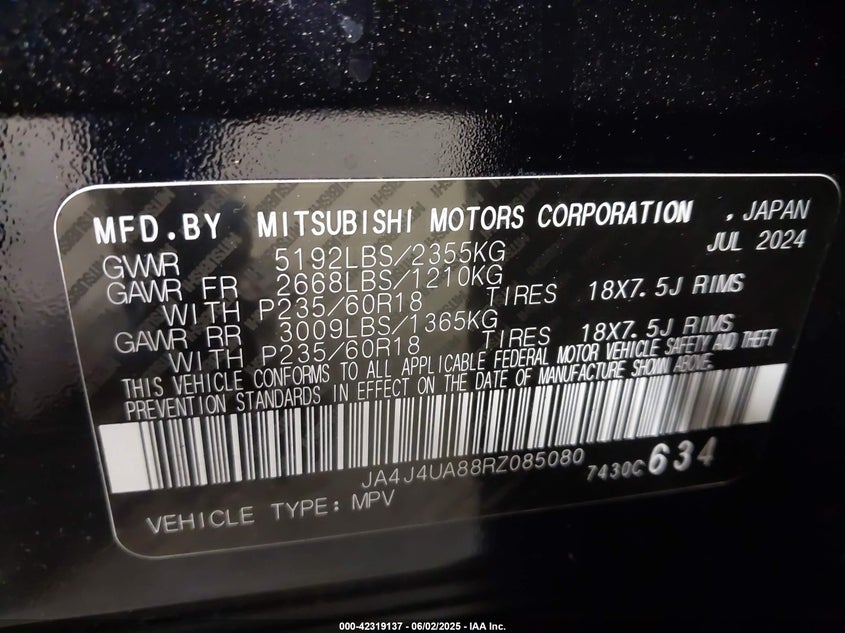 MFD.BY MITSUBISHI MOTORS CORPORATION . JAPAN
JUL 2024
GVWR 5192LBS/2355KG
GAWR FR 2668LBS/1210KG
WITH P235/60R18 TIRES 18X7.5J RIMS
GAWR RR 3009LBS/1365KG
WITH P235/60R18 TIRES 18X7.5J RIMS
THIS VEHICLE CONFORMS TO ALL APPLICABLE FEDERAL MOTOR VEHICLE SAFETY AND THEFT
PREVENTION STANDARDS IN EFFECT ON THE DATE OF MANUFACTURE SHOWN ABOVE.
JA4J4UA88RZ085080 7430C 634
VEHICLE TYPE: MPV
000-42319137 - 06/02/2025 - IAA Inc.